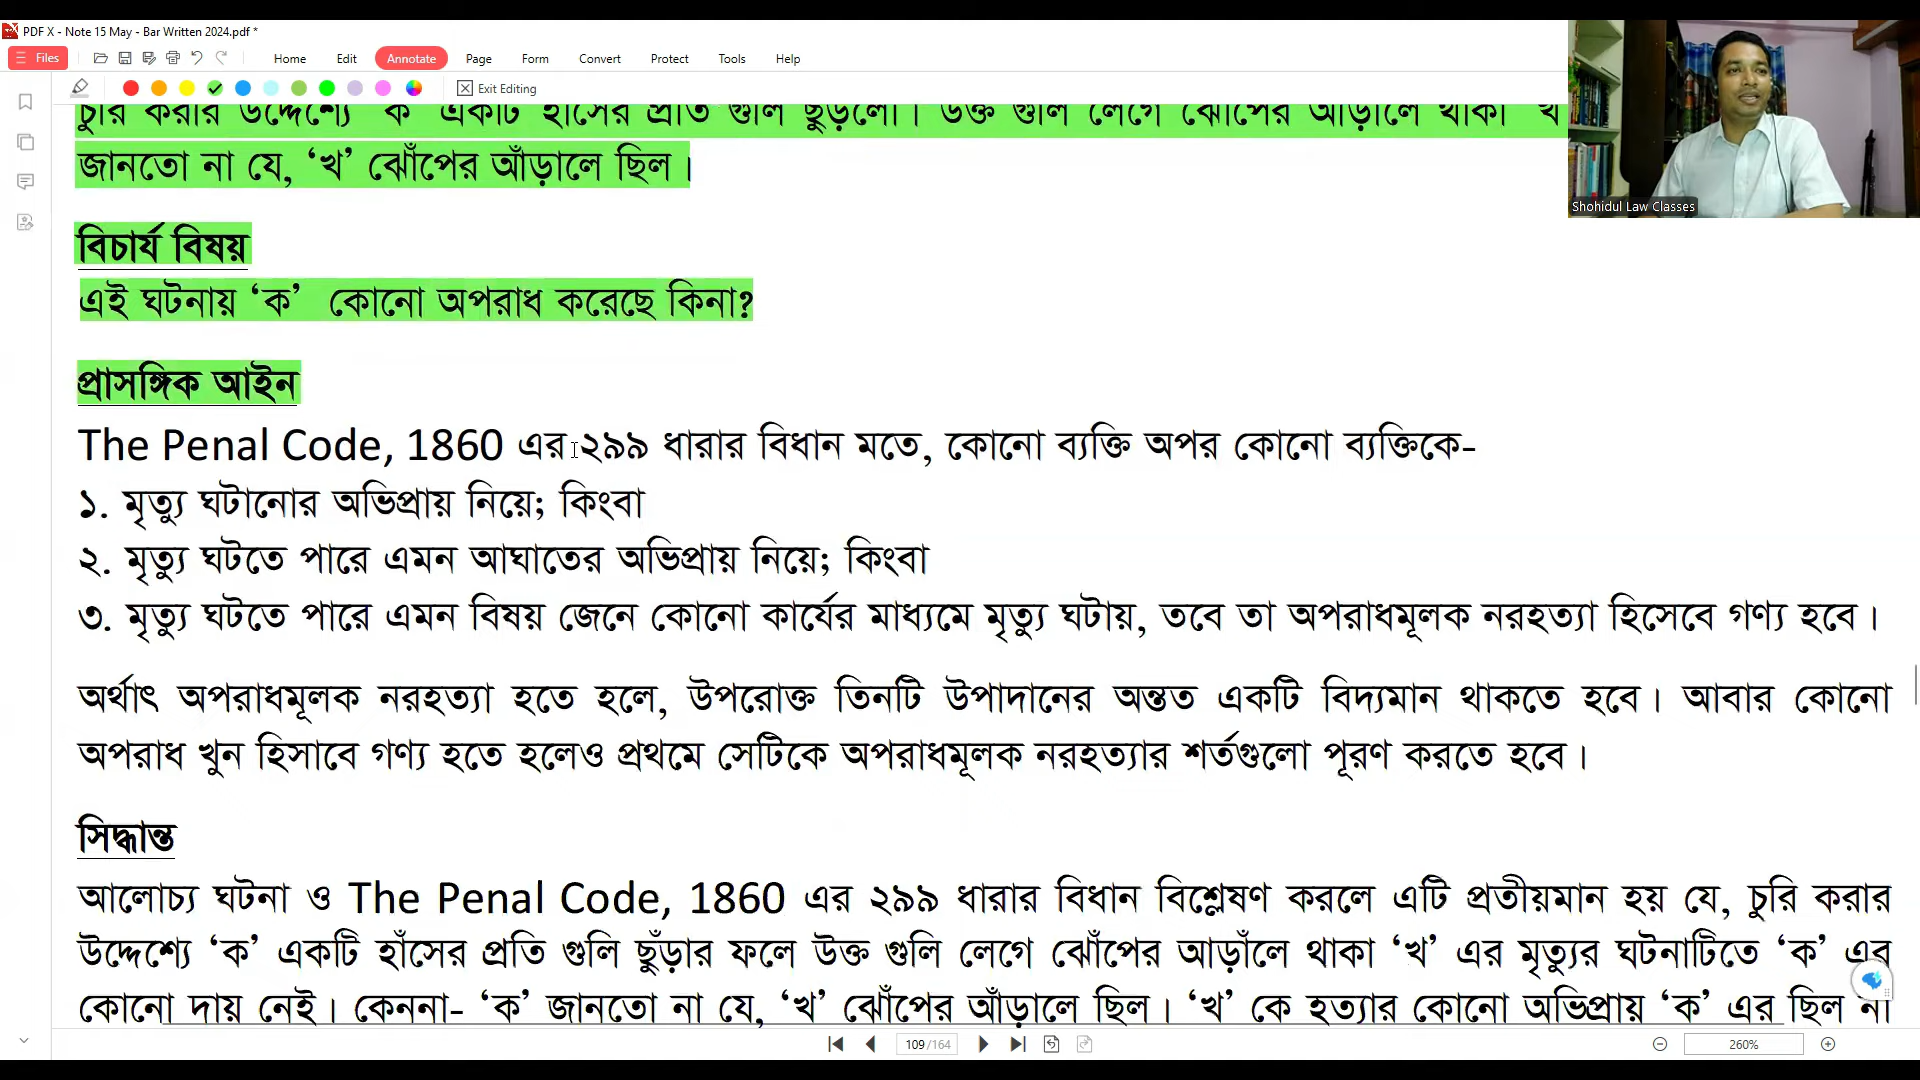 PDF X - Note 15 May - Bar Written 2024.pdf *
Files Home Edit Annotate Page Form Convert Protect Tools Help
Exit Editing
চুরি করার উদ্দেশ্যে ‘ক’ একটি হাঁসের প্রতি গুলি ছুড়লো। উক্ত গুলি লেগে ঝোপের আড়ালে থাকা ‘খ’
জানতো না যে, ‘খ’ ঝোঁপের আঁড়ালে ছিল।
Shohidul Law Classes
বিচার্য বিষয়
এই ঘটনায় ‘ক’ কোনো অপরাধ করেছে কিনা?
প্রাসঙ্গিক আইন
The Penal Code, 1860 এর ২৯৯ ধারার বিধান মতে, কোনো ব্যক্তি অপর কোনো ব্যক্তিকে-
১. মৃত্যু ঘটানোর অভিপ্রায় নিয়ে; কিংবা
২. মৃত্যু ঘটতে পারে এমন আঘাতের অভিপ্রায় নিয়ে; কিংবা
৩. মৃত্যু ঘটতে পারে এমন বিষয় জেনে কোনো কার্যের মাধ্যমে মৃত্যু ঘটায়, তবে তা অপরাধমূলক নরহত্যা হিসেবে গণ্য হবে।
অর্থাৎ অপরাধমূলক নরহত্যা হতে হলে, উপরোক্ত তিনটি উপাদানের অন্তত একটি বিদ্যমান থাকতে হবে। আবার কোনো
অপরাধ খুন হিসাবে গণ্য হতে হলেও প্রথমে সেটিকে অপরাধমূলক নরহত্যার শর্তগুলো পূরণ করতে হবে।
সিদ্ধান্ত
আলোচ্য ঘটনা ও The Penal Code, 1860 এর ২৯৯ ধারার বিধান বিশ্লেষণ করলে এটি প্রতীয়মান হয় যে, চুরি করার
উদ্দেশ্যে ‘ক’ একটি হাঁসের প্রতি গুলি ছুঁড়ার ফলে উক্ত গুলি লেগে ঝোঁপের আড়াঁলে থাকা ‘খ’ এর মৃত্যুর ঘটনাটিতে ‘ক’ এর
কোনো দায় নেই। কেননা- ‘ক’ জানতো না যে, ‘খ’ ঝোঁপের আঁড়ালে ছিল। ‘খ’ কে হত্যার কোনো অভিপ্রায় ‘ক’ এর ছিল না
109 /164 260%